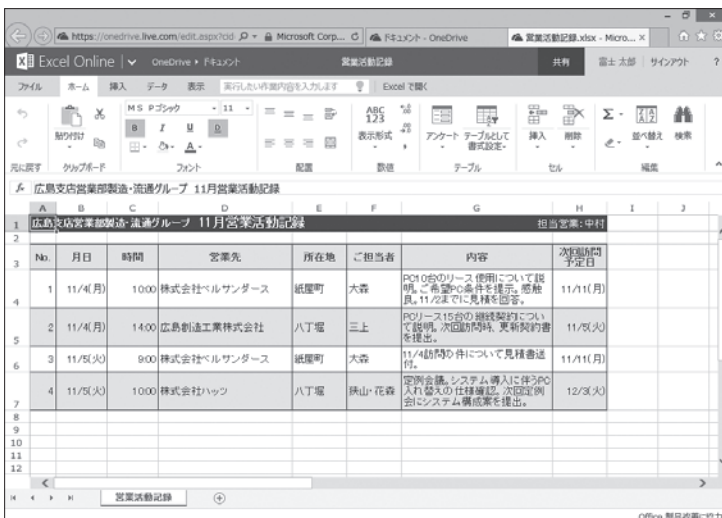 https://onedrive.live.com/edit.aspx?cid Microsoft Corp... ドキュメント - OneDrive 営業活動記録.xlsx - Micro...
Excel Online OneDrive ドキュメント 営業活動記録 共有 富士 太郎 サインアウト ?
ファイル ホーム 挿入 データ 表示 実行したい作業内容を入力します Excel で開く
MS Pゴシック 11 ABC 123
貼り付け B I U D 表示形式 アンケート テーブルとして書式設定 挿入 削除 Σ 並べ替え 検索
元に戻す クリップボード フォント 配置 数値 テーブル セル 編集
fx 広島支店営業部製造・流通グループ 11月営業活動記録
A B C D E F G H I J
1 広島支店営業部製造・流通グループ 11月営業活動記録 担当営業:中村
2
3 No. 月日 時間 営業先 所在地 ご担当者 内容 次回訪問予定日
4 1 11/4(月) 10:00 株式会社ベルサンダース 紙屋町 大森 PC10台のリース使用について説明。ご希望PC条件を提示。感触良。11/2までに見積を回答。 11/11(月)
5 2 11/4(月) 14:00 広島創造工業株式会社 八丁堀 三上 PCリース15台の継続契約について説明。次回訪問時、更新契約書を提出。 11/5(火)
6 3 11/5(火) 9:00 株式会社ベルサンダース 紙屋町 大森 11/4訪問の件について見積書送付。 11/11(月)
7 4 11/5(火) 10:00 株式会社ハッツ 八丁堀 狭山・花森 定例会議。システム導入に伴うPC入れ替えの仕様確認。次回定例会にシステム構成案を提出。 12/3(火)
8
9
10
11
12
営業活動記録
Office 製品改善に協力